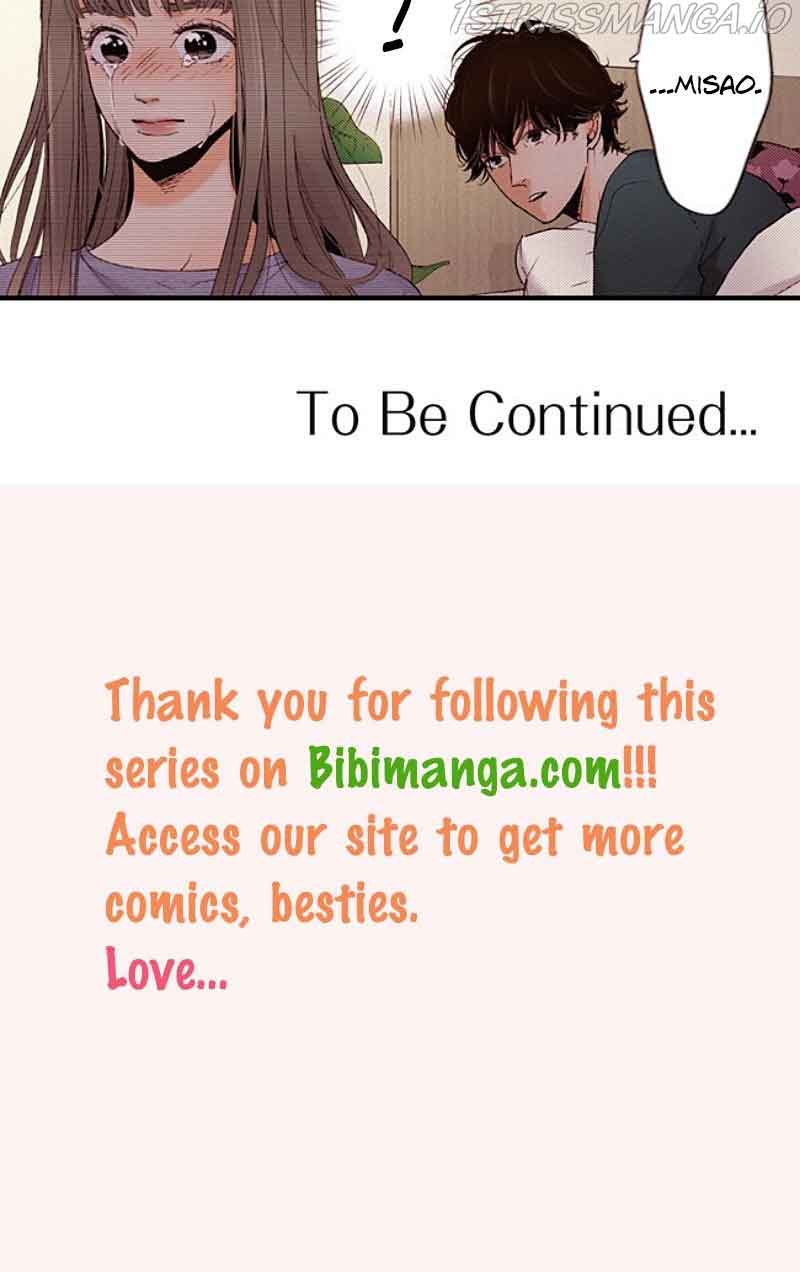 1STKISSMANGA.IO
!
...MISAO.
To Be Continued...
Thank you for following this
series on Bibimanga.com!!!
Access our site to get more
comics, besties.
Love...